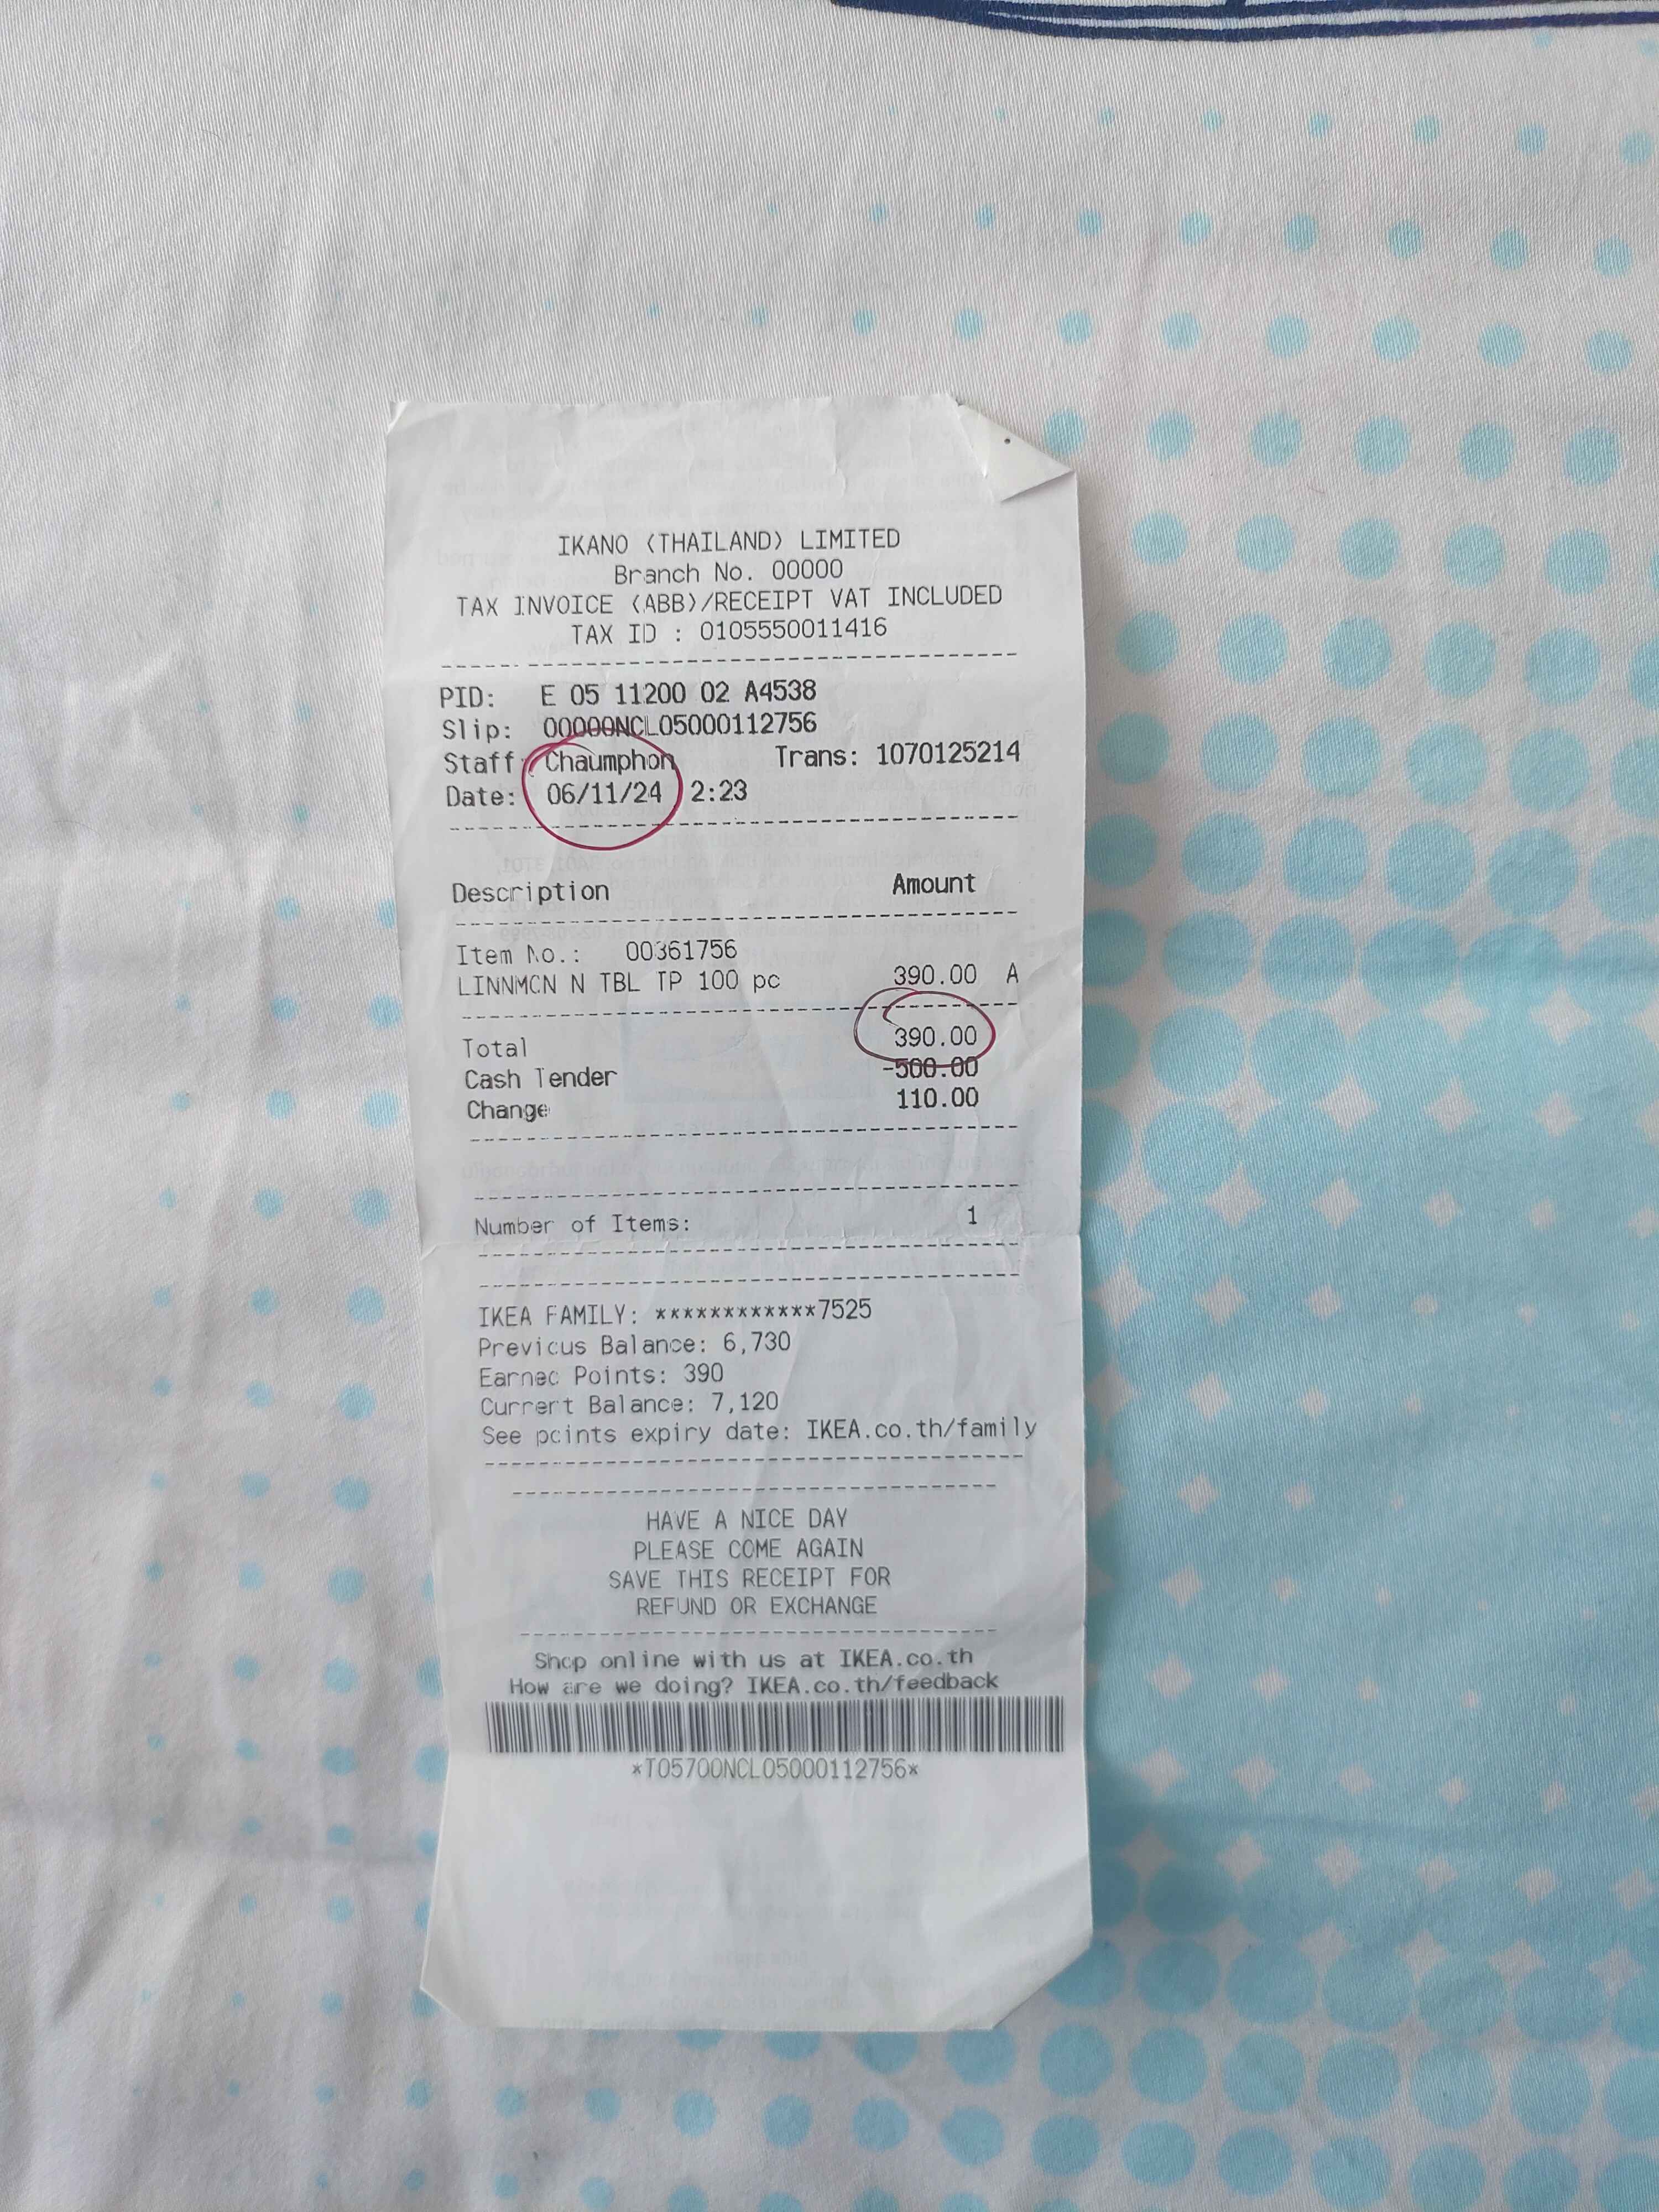 IKANO (THAILAND) LIMITED
Branch No. 00000
TAX INVOICE (ABB)/RECEIPT VAT INCLUDED
TAX ID : 0105550011416
PID: E 05 11200 02 A4538
Slip: 00000NCL05000112756
Staff: Chaumphon Trans: 1070125214
Date: 06/11/24 2:23
Description Amount
Item No.: 00361756
LINNMCN N TBL TP 100 pc 390.00 A
Total 390.00
Cash Tender -500.00
Change 110.00
Number of Items: 1
IKEA FAMILY: ************7525
Previous Balance: 6,730
Earned Points: 390
Current Balance: 7,120
See points expiry date: IKEA.co.th/family
HAVE A NICE DAY
PLEASE COME AGAIN
SAVE THIS RECEIPT FOR
REFUND OR EXCHANGE
Shop online with us at IKEA.co.th
How are we doing? IKEA.co.th/feedback
*T05700NCL05000112756*